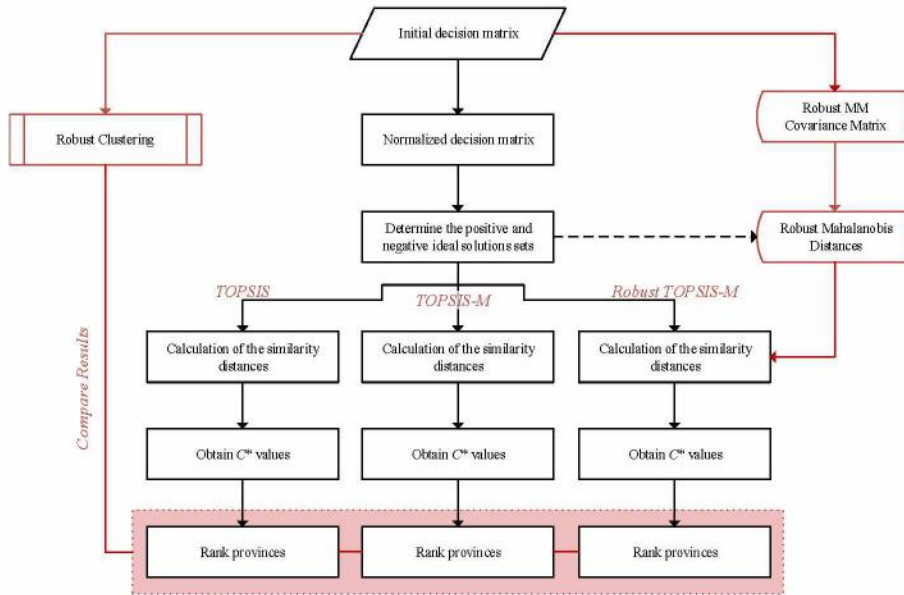 Initial decision matrix
Robust Clustering
Normalized decision matrix
Robust MM
Covariance Matrix
Determine the positive and
negative ideal solutions sets
Robust Mahalanobis
Distances
TOPSIS
TOPSIS-M
Robust TOPSIS-M
Compare Results
Calculation of the similarity
distances
Calculation of the similarity
distances
Calculation of the similarity
distances
Obtain C* values
Obtain C* values
Obtain C* values
Rank provinces
Rank provinces
Rank provinces